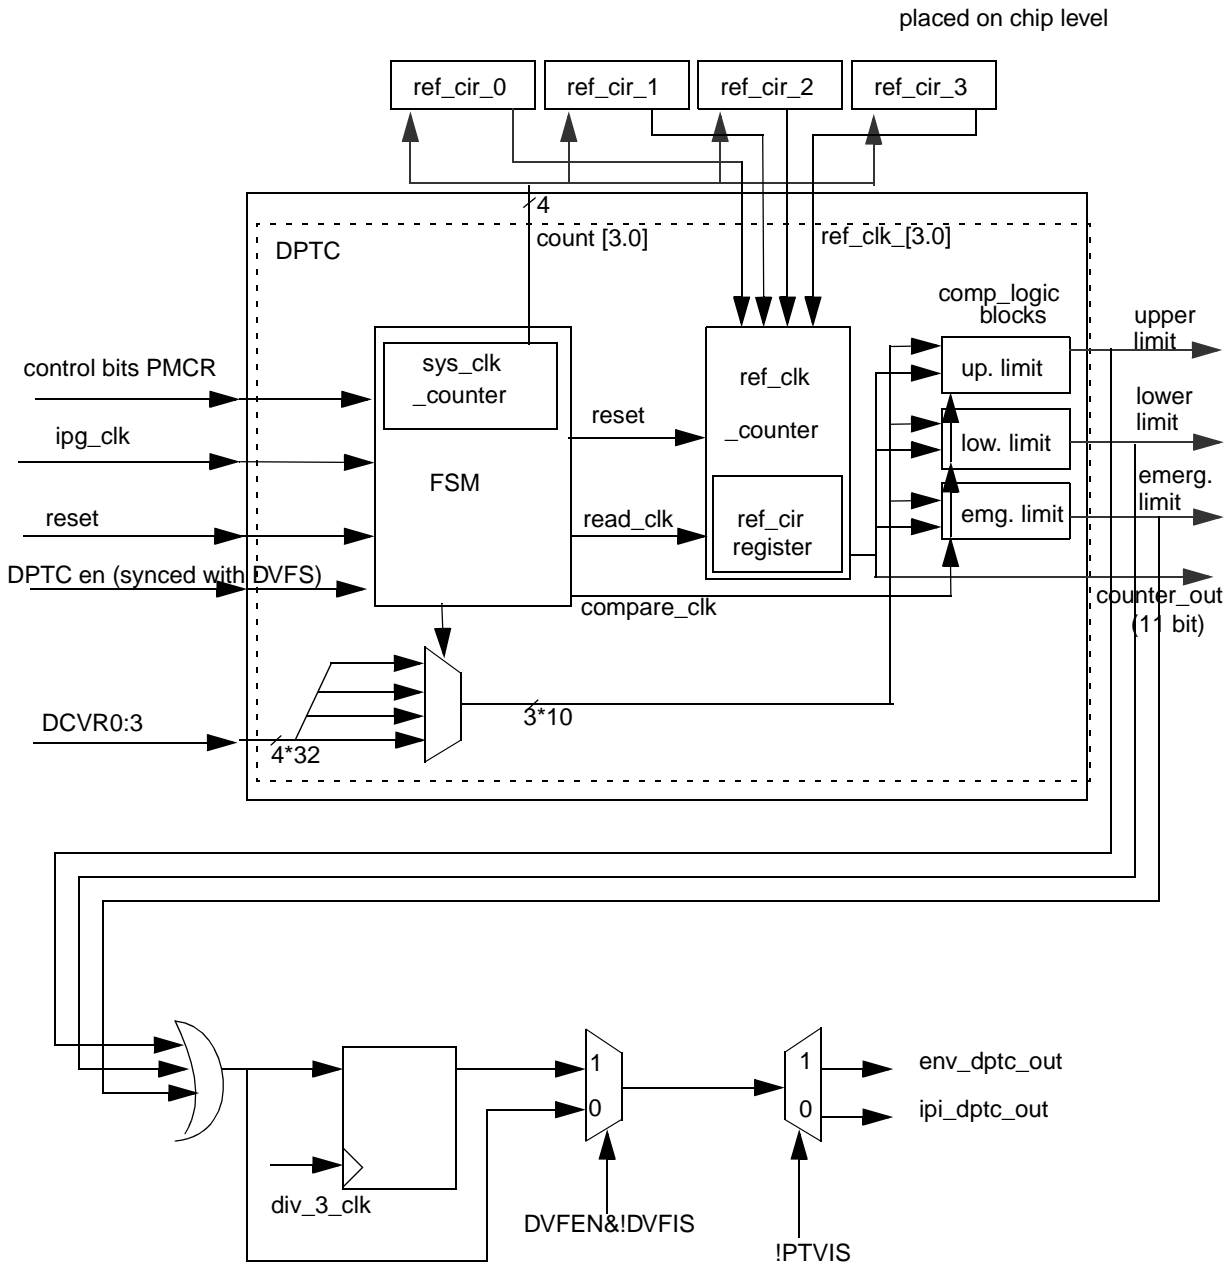 placed on chip level
ref_cir_0
ref_cir_1
ref_cir_2
ref_cir_3
4
count [3.0]
ref_clk_[3.0]
DPTC
comp_logic
blocks
upper
limit
sys_clk
_counter
ref_clk
_counter
up. limit
control bits PMCR
lower
limit
reset
ipg_clk
low. limit
FSM
emerg.
limit
reset
read_clk
ref_cir
register
emg. limit
DPTC en (synced with DVFS)
compare_clk
counter_out
(11 bit)
DCVR0:3
4*32
3*10
1
0
1
0
env_dptc_out
ipi_dptc_out
div_3_clk
DVFEN&!DVFIS
!PTVIS